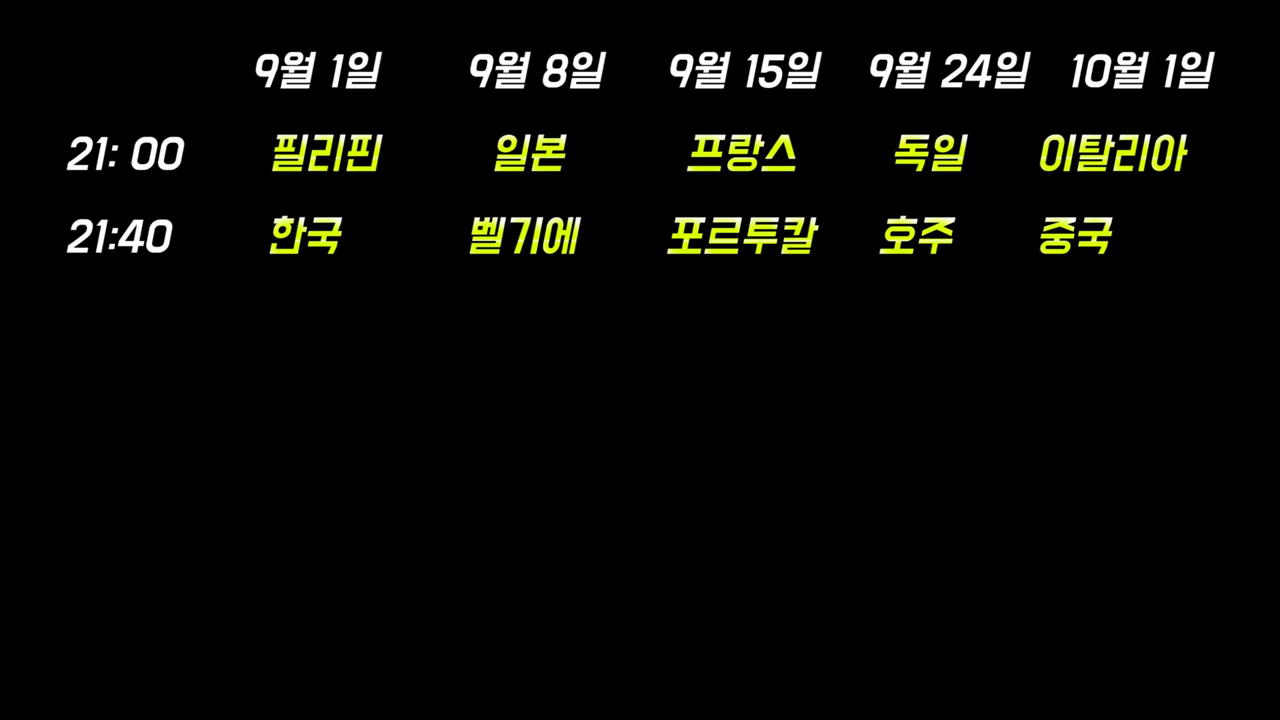 9월 1일 9월 8일 9월 15일 9월 24일 10월 1일
21: 00 필리핀 일본 프랑스 독일 이탈리아
21:40 한국 벨기에 포르투칼 호주 중국